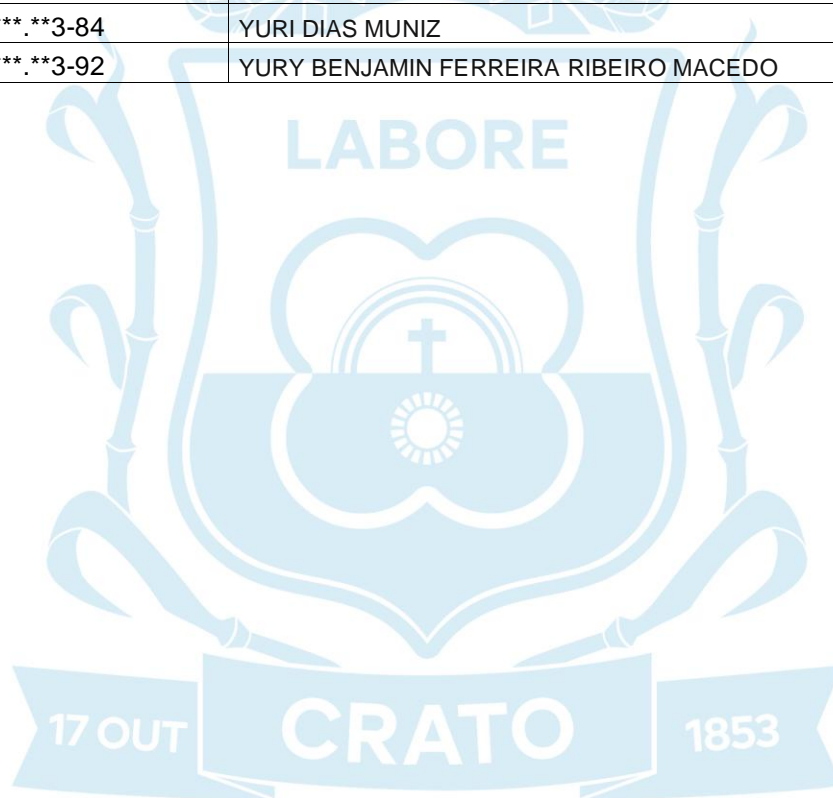 **.**3-84 YURI DIAS MUNIZ
**.**3-92 YURY BENJAMIN FERREIRA RIBEIRO MACEDO
LABORE
17 OUT CRATO 1853